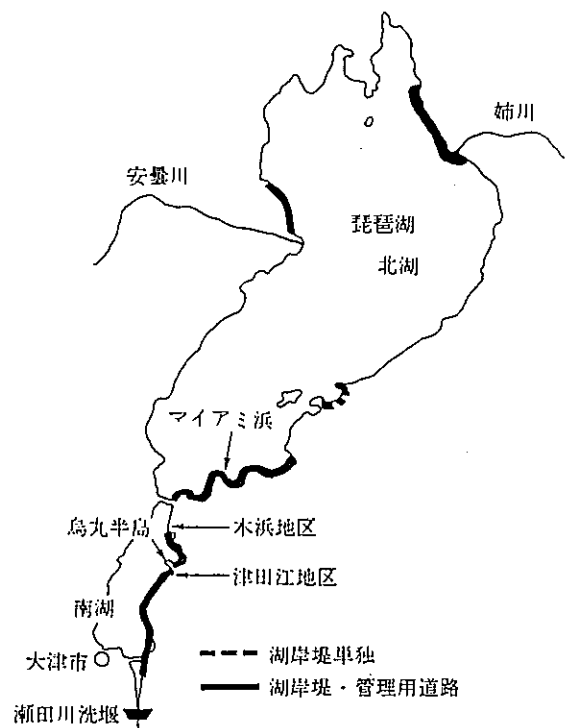 姉川
安曇川
琵琶湖
北湖
マイアミ浜
烏丸半島
木浜地区
津田江地区
南湖
大津市
湖岸堤単独
湖岸堤・管理用道路
瀬田川洗堰